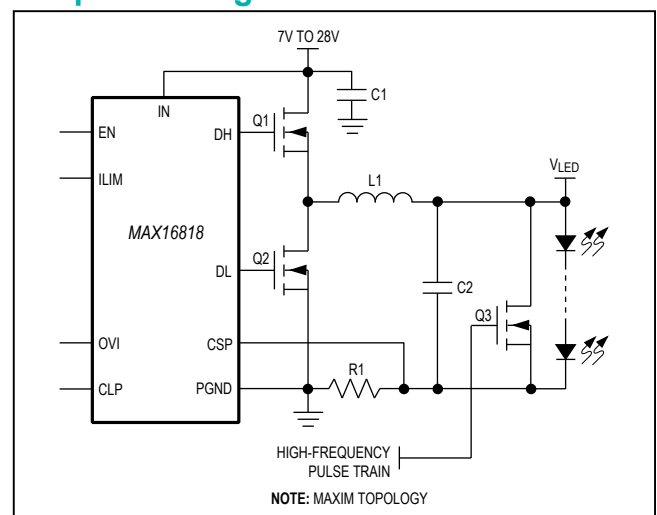 7V TO 28V
C1
IN
Q1
EN
DH
ILIM
L1
VLED
MAX16818
Q2
DL
C2
Q3
OVI
CSP
CLP
PGND
R1
HIGH-FREQUENCY
PULSE TRAIN
NOTE: MAXIM TOPOLOGY